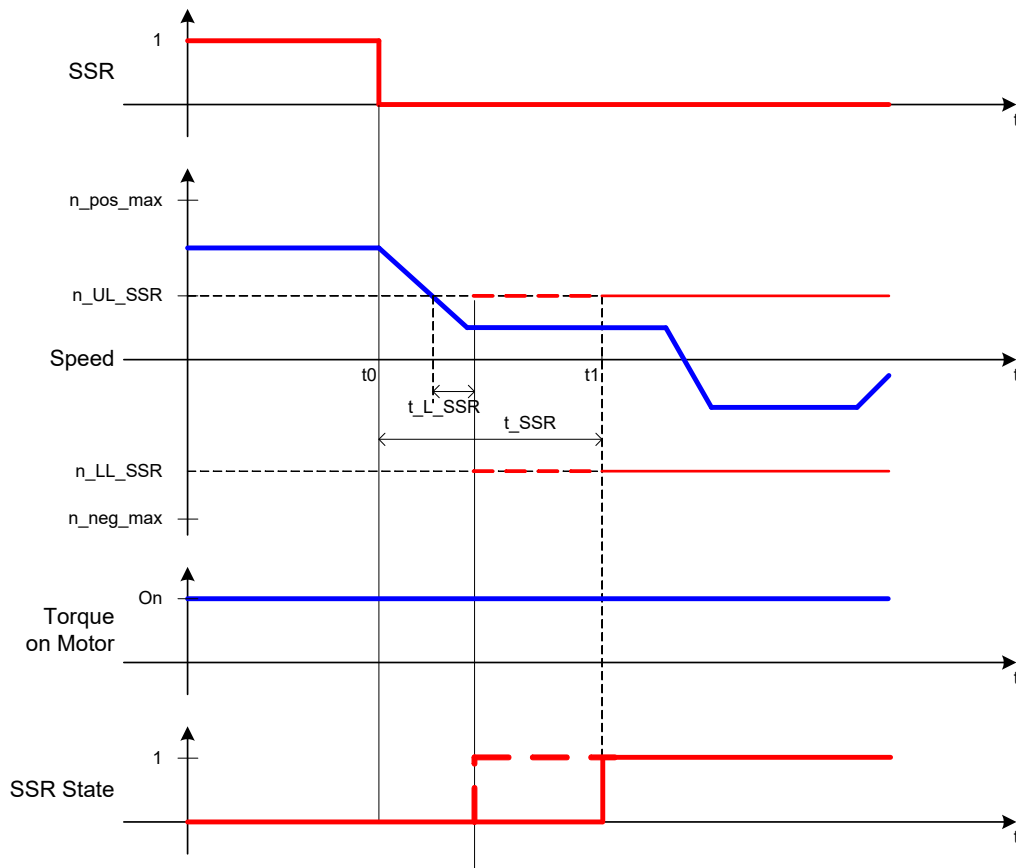 1
SSR
t
n_pos_max
n_UL_SSR
Speed
t0
t1
t
t_L_SSR
t_SSR
n_LL_SSR
n_neg_max
On
Torque
on Motor
t
1
SSR State
t